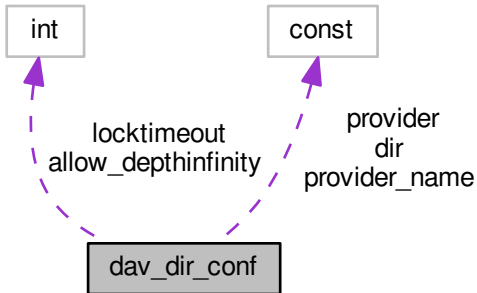 int
const
locktimeout
allow_depthinfinity
provider
dir
provider_name
dav_dir_conf